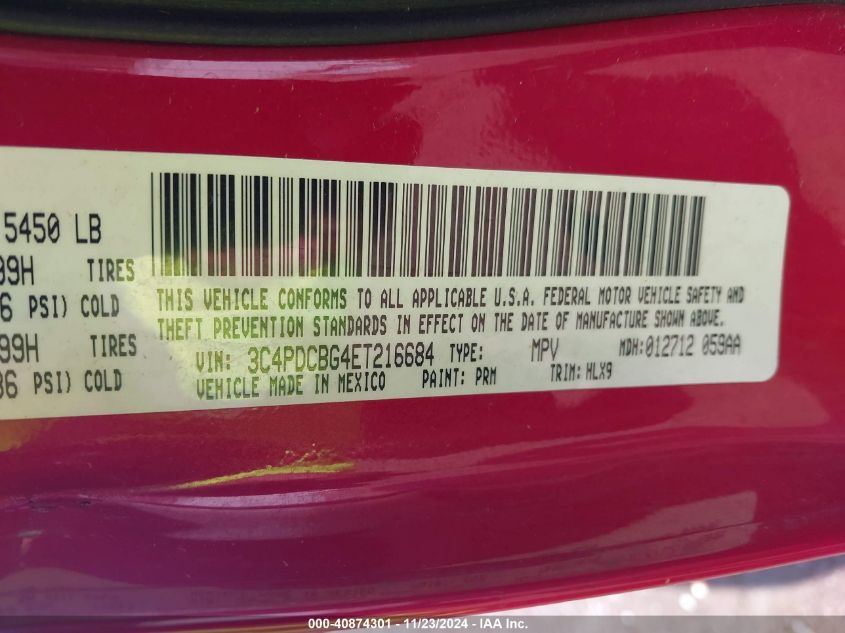 5450 LB
99H TIRES
6 PSI) COLD
99H TIRES
36 PSI) COLD
THIS VEHICLE CONFORMS TO ALL APPLICABLE U.S.A. FEDERAL MOTOR VEHICLE SAFETY AND
THEFT PREVENTION STANDARDS IN EFFECT ON THE DATE OF MANUFACTURE SHOWN ABOVE.
VIN: 3C4PDCBG4ET216684 TYPE: MPV MDH:012712 059AA
VEHICLE MADE IN MEXICO PAINT: PRM TRIM: HLX9
000-40874301 - 11/23/2024 - IAA Inc.